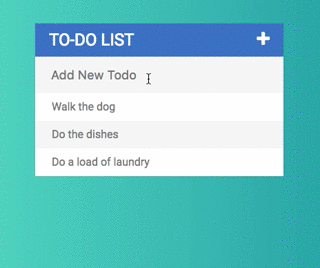 TO-DO LIST
Add New Todo
Walk the dog
Do the dishes
Do a load of laundry